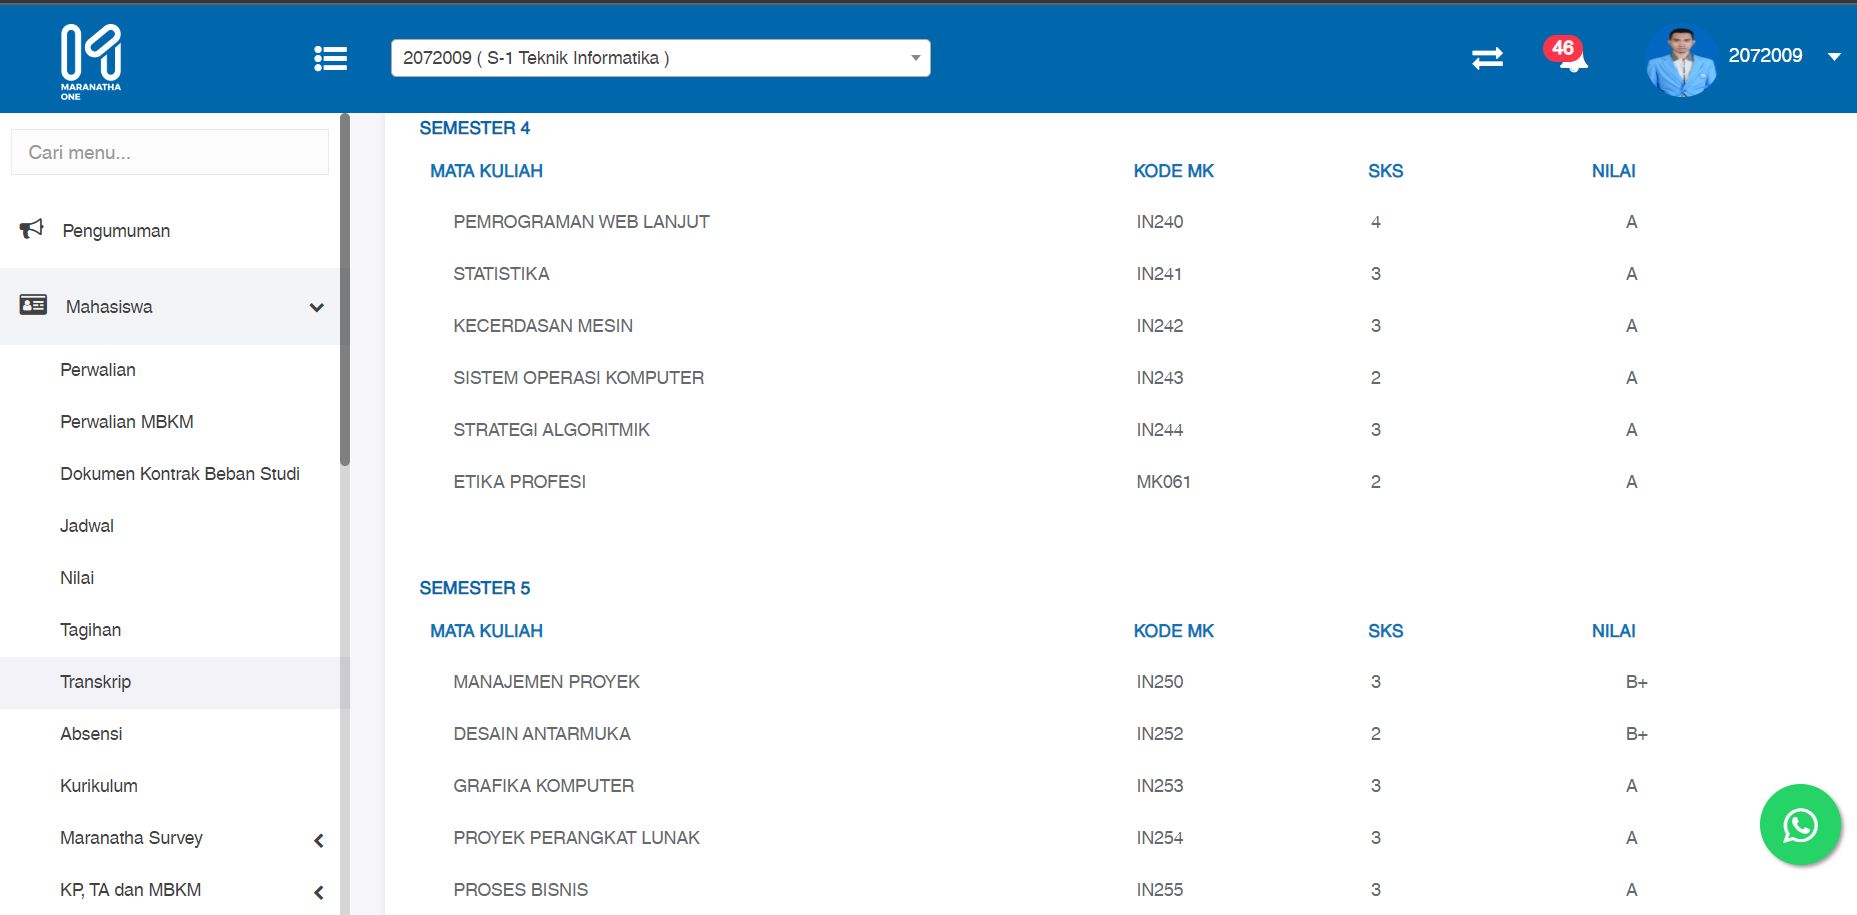 MARANATHA
ONE
2072009 ( S-1 Teknik Informatika )
46
2072009
Cari menu...
Pengumuman
Mahasiswa
Perwalian
Perwalian MBKM
Dokumen Kontrak Beban Studi
Jadwal
Nilai
Tagihan
Transkrip
Absensi
Kurikulum
Maranatha Survey
KP, TA dan MBKM
SEMESTER 4
MATA KULIAH KODE MK SKS NILAI
PEMROGRAMAN WEB LANJUT IN240 4 A
STATISTIKA IN241 3 A
KECERDASAN MESIN IN242 3 A
SISTEM OPERASI KOMPUTER IN243 2 A
STRATEGI ALGORITMIK IN244 3 A
ETIKA PROFESI MK061 2 A
SEMESTER 5
MATA KULIAH KODE MK SKS NILAI
MANAJEMEN PROYEK IN250 3 B+
DESAIN ANTARMUKA IN252 2 B+
GRAFIKA KOMPUTER IN253 3 A
PROYEK PERANGKAT LUNAK IN254 3 A
PROSES BISNIS IN255 3 A